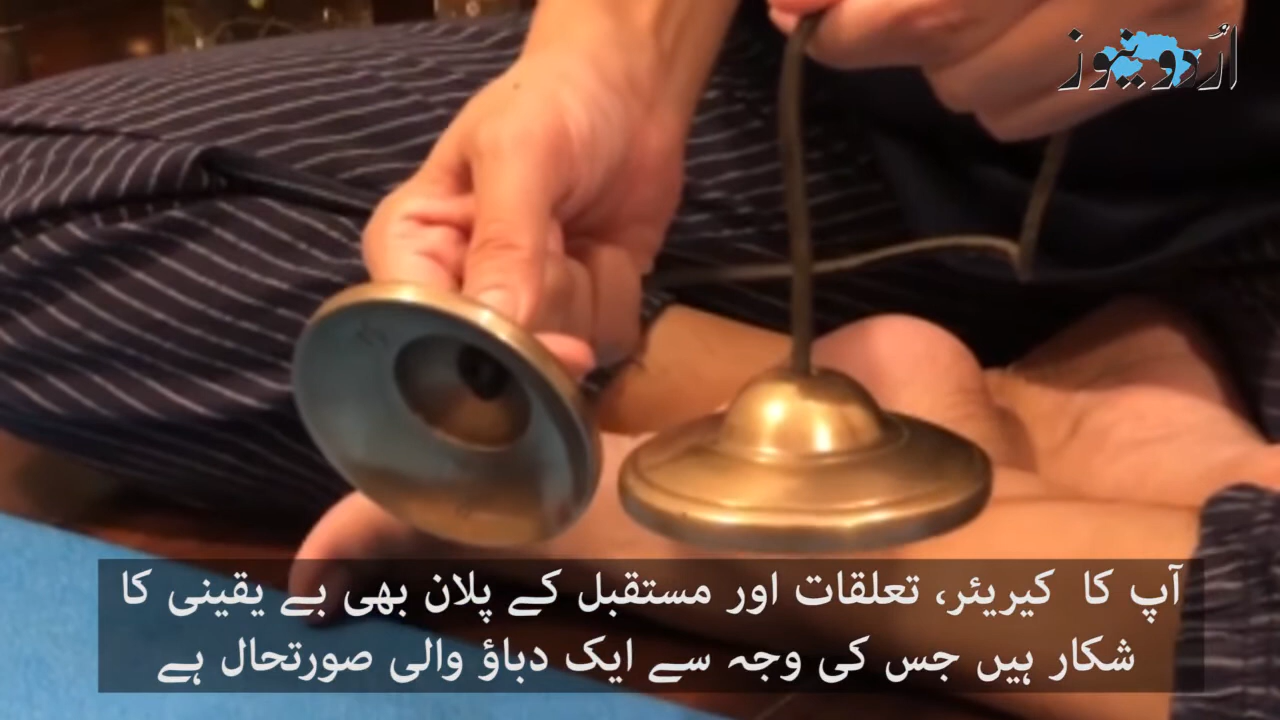 اردو نیوز
آپ کا کیریئر، تعلقات اور مستقبل کے پلان بھی بے یقینی کا
شکار ہیں جس کی وجہ سے ایک دباؤ والی صورتحال ہے